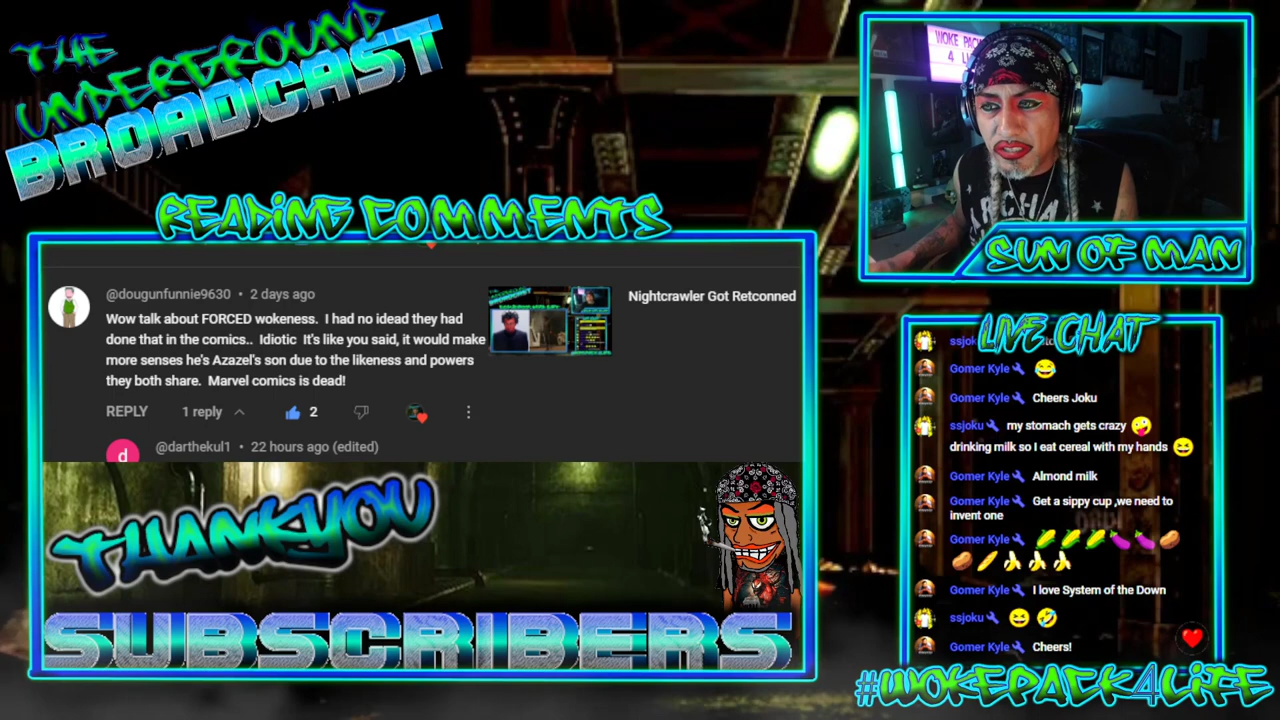 THE
UNDERGROUND
BROADCAST
READING COMMENTS
@dougunfunnie9630 • 2 days ago
Wow talk about FORCED wokeness. I had no idead they had
done that in the comics.. Idiotic It's like you said, it would make
more senses he's Azazel's son due to the likeness and powers
they both share. Marvel comics is dead!
Nightcrawler Got Retconned
REPLY 1 reply 2
@darthekul1 • 22 hours ago (edited)
d
THANKYOU
SUBSCRIBERS
WOKE PAC
4 L
ARCHA
SUN OF MAN
LIVE CHAT
ssjok
Gomer Kyle 😂
Gomer Kyle Cheers Joku
ssjoku my stomach gets crazy 🤪
drinking milk so I eat cereal with my hands 😆
Gomer Kyle Almond milk
Gomer Kyle Get a sippy cup ,we need to
invent one
Gomer Kyle 🌽🌽🌽🍆🍆🥔
🥔🥖🍌🍌🍌
Gomer Kyle I love System of the Down
ssjoku 😆 🤣
Gomer Kyle Cheers!
#WOKEPACK4LIFE